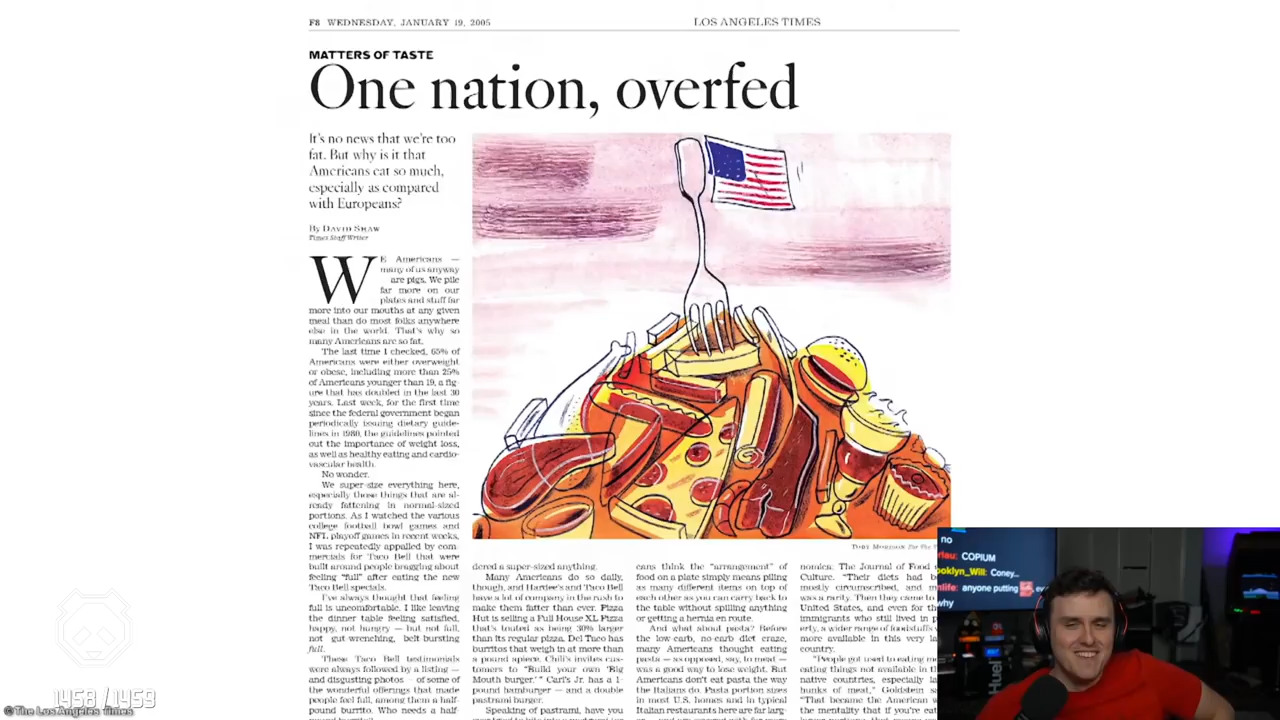 F8 WEDNESDAY, JANUARY 19, 2005
LOS ANGELES TIMES
MATTERS OF TASTE
One nation, overfed
It's no news that we're too
fat. But why is it that
Americans eat so much,
especially as compared
with Europeans?
By DAVID SHAW
Times Staff Writer
WE Americans —
many of us anyway
are pigs. We pile
far more on our
plates and stuff far
more into our mouths at any given
meal than do most folks anywhere
else in the world. That's why so
many Americans are so fat.
The last time I checked, 65% of
Americans were either overweight
or obese, including more than 25%
of Americans younger than 19, a fig-
ure that has doubled in the last 30
years. Last week, for the first time
since the federal government began
periodically issuing dietary guide-
lines in 1980, the guidelines pointed
out the importance of weight loss,
as well as healthy eating and cardio-
vascular health.
No wonder.
We super-size everything here,
especially those things that are al-
ready fattening in normal-sized
portions. As I watched the various
college football bowl games and
NFL playoff games in recent weeks,
I was repeatedly appalled by com-
mercials for Taco Bell that were
built around people bragging about
feeling "full" after eating the new
Taco Bell specials.
I've always thought that feeling
full is uncomfortable. I like leaving
the dinner table feeling satisfied,
happy, not hungry — but not full,
not gut-wrenching, belt bursting
full.
These Taco Bell testimonials
were always followed by a listing —
and disgusting photos — of some of
the wonderful offerings that made
people feel full, among them a half-
pound burrito. Who needs a half-
dered a super-sized anything.
Many Americans do so daily,
though, and Hardee's and Taco Bell
have a lot of company in the rush to
make them fatter than ever. Pizza
Hut is selling a Full House XL Pizza
that's touted as being 30% larger
than its regular pizza. Del Taco has
burritos that weigh in at more than
a pound apiece. Chili's invites cus-
tomers to "Build your own 'Big
Mouth burger.'" Carl's Jr. has a 1-
pound hamburger — and a double
pastrami burger.
Speaking of pastrami, have you
cans think the "arrangement" of
food on a plate simply means piling
as many different items on top of
each other as you can carry back to
the table without spilling anything
or getting a hernia en route.
And what about pasta? Before
the low-carb, no-carb diet craze,
many Americans thought eating
pasta — as opposed, say, to meat —
was a good way to lose weight. But
Americans don't eat pasta the way
the Italians do. Pasta portions sizes
in most U.S. homes and in most
Italian restaurants here are far larg-
nomica: The Journal of Food
Culture. "Their diets had b
mostly circumscribed, and m
was a rarity. Then they came to
United States, and even for th
immigrants who still lived in p
erty, a wider range of foodstuffs
more available in this very
country.
"People got used to eating m
eating things not available in th
native countries, especially
hunks of meat," Goldstein sa
"That became the American w
the mentality that if you're eat
no
rlau: COPIUM
ooklyn_Will: Coney...
nlife: anyone putting
why
Huel
1458 / 1459
©The Los Angeles Times